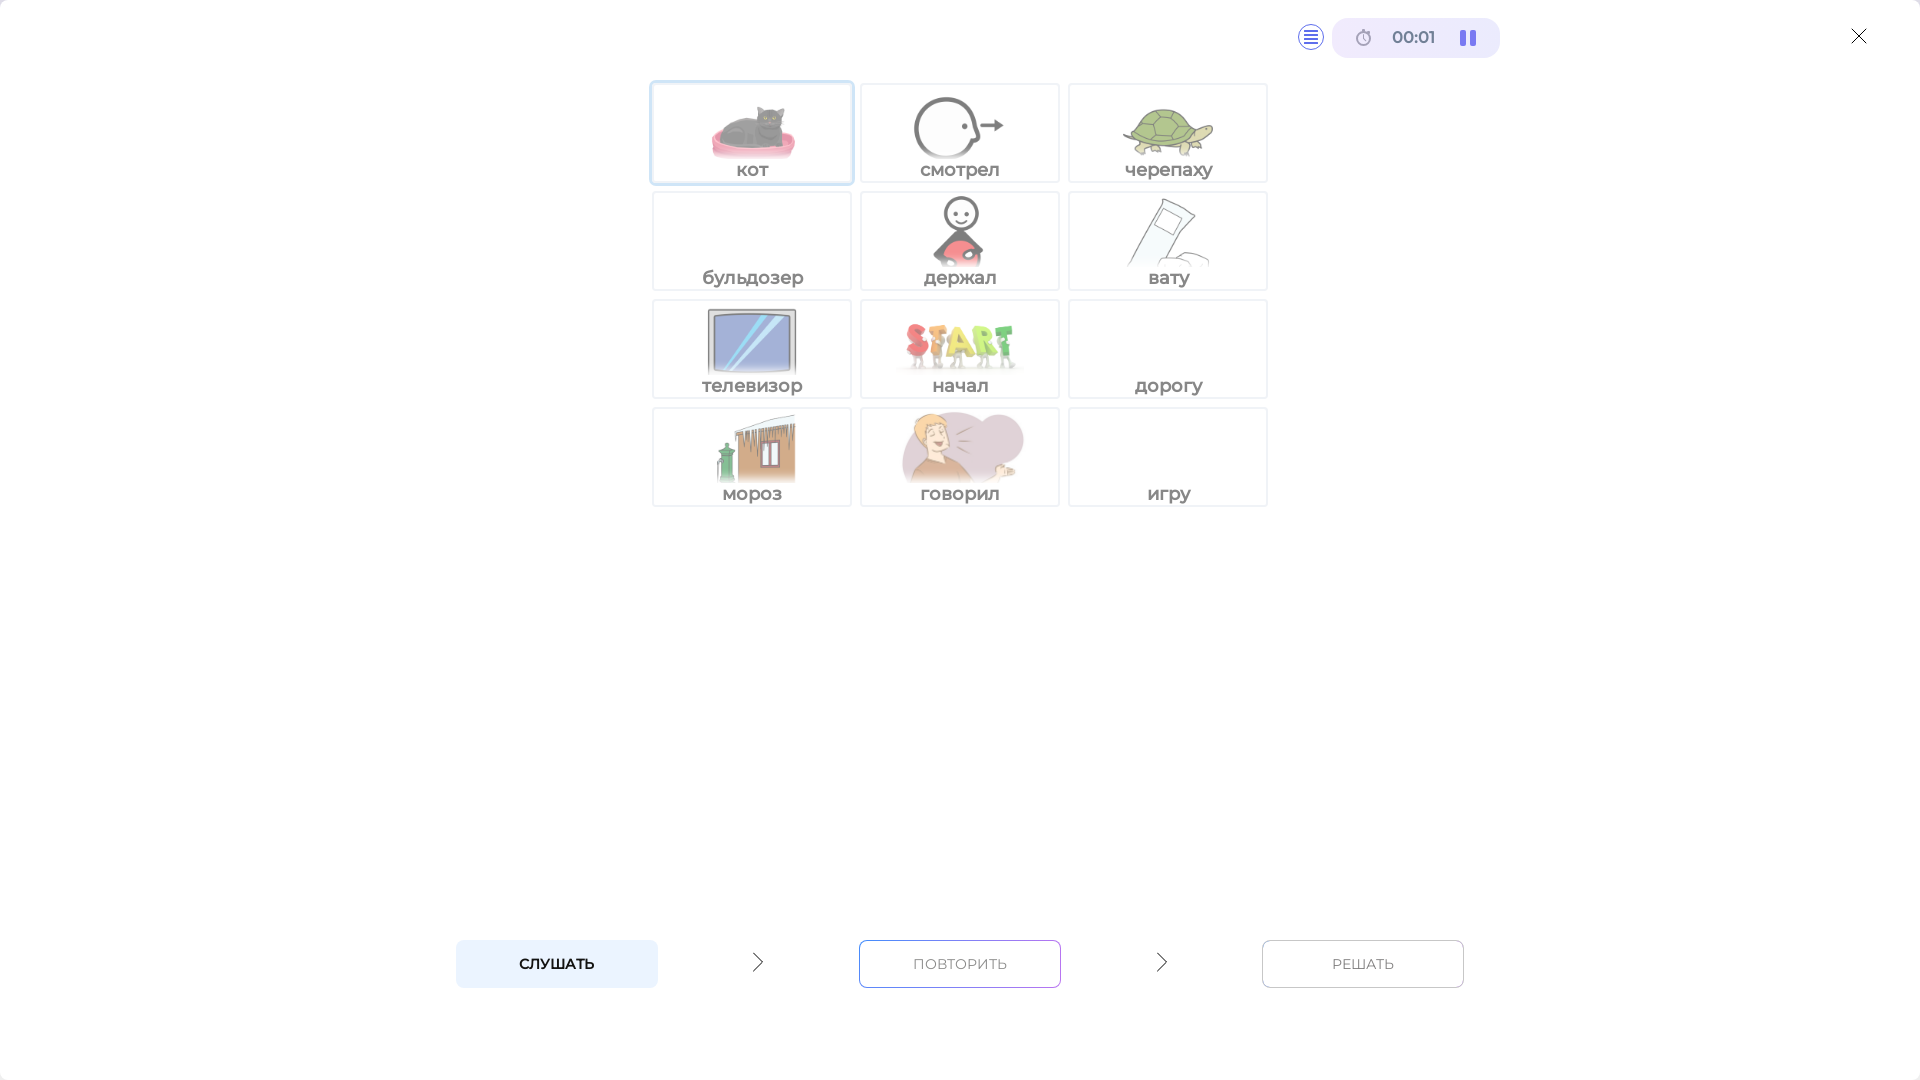 00:01
кот
смотрел
черепаху
бульдозер
держал
вату
телевизор
START
начал
дорогу
мороз
говорил
игру
СЛУШАТЬ
ПОВТОРИТЬ
РЕШАТЬ